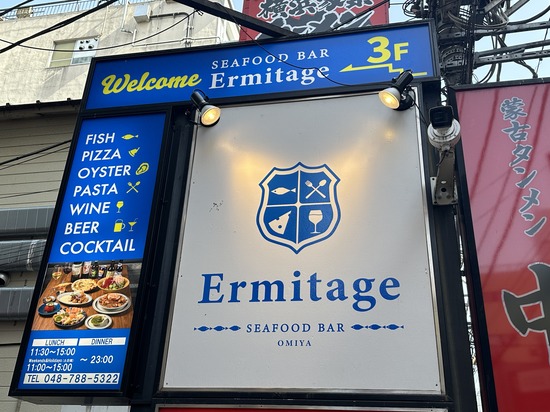 Welcome
SEAFOOD BAR
Ermitage
3F
FISH
PIZZA
OYSTER
PASTA
WINE
BEER
COCKTAIL
LUNCH
DINNER
11:30~15:00
11:00~15:00
~ 23:00
TEL 048-788-5322
Ermitage
SEAFOOD BAR
OMIYA
蒙古タンメン
中